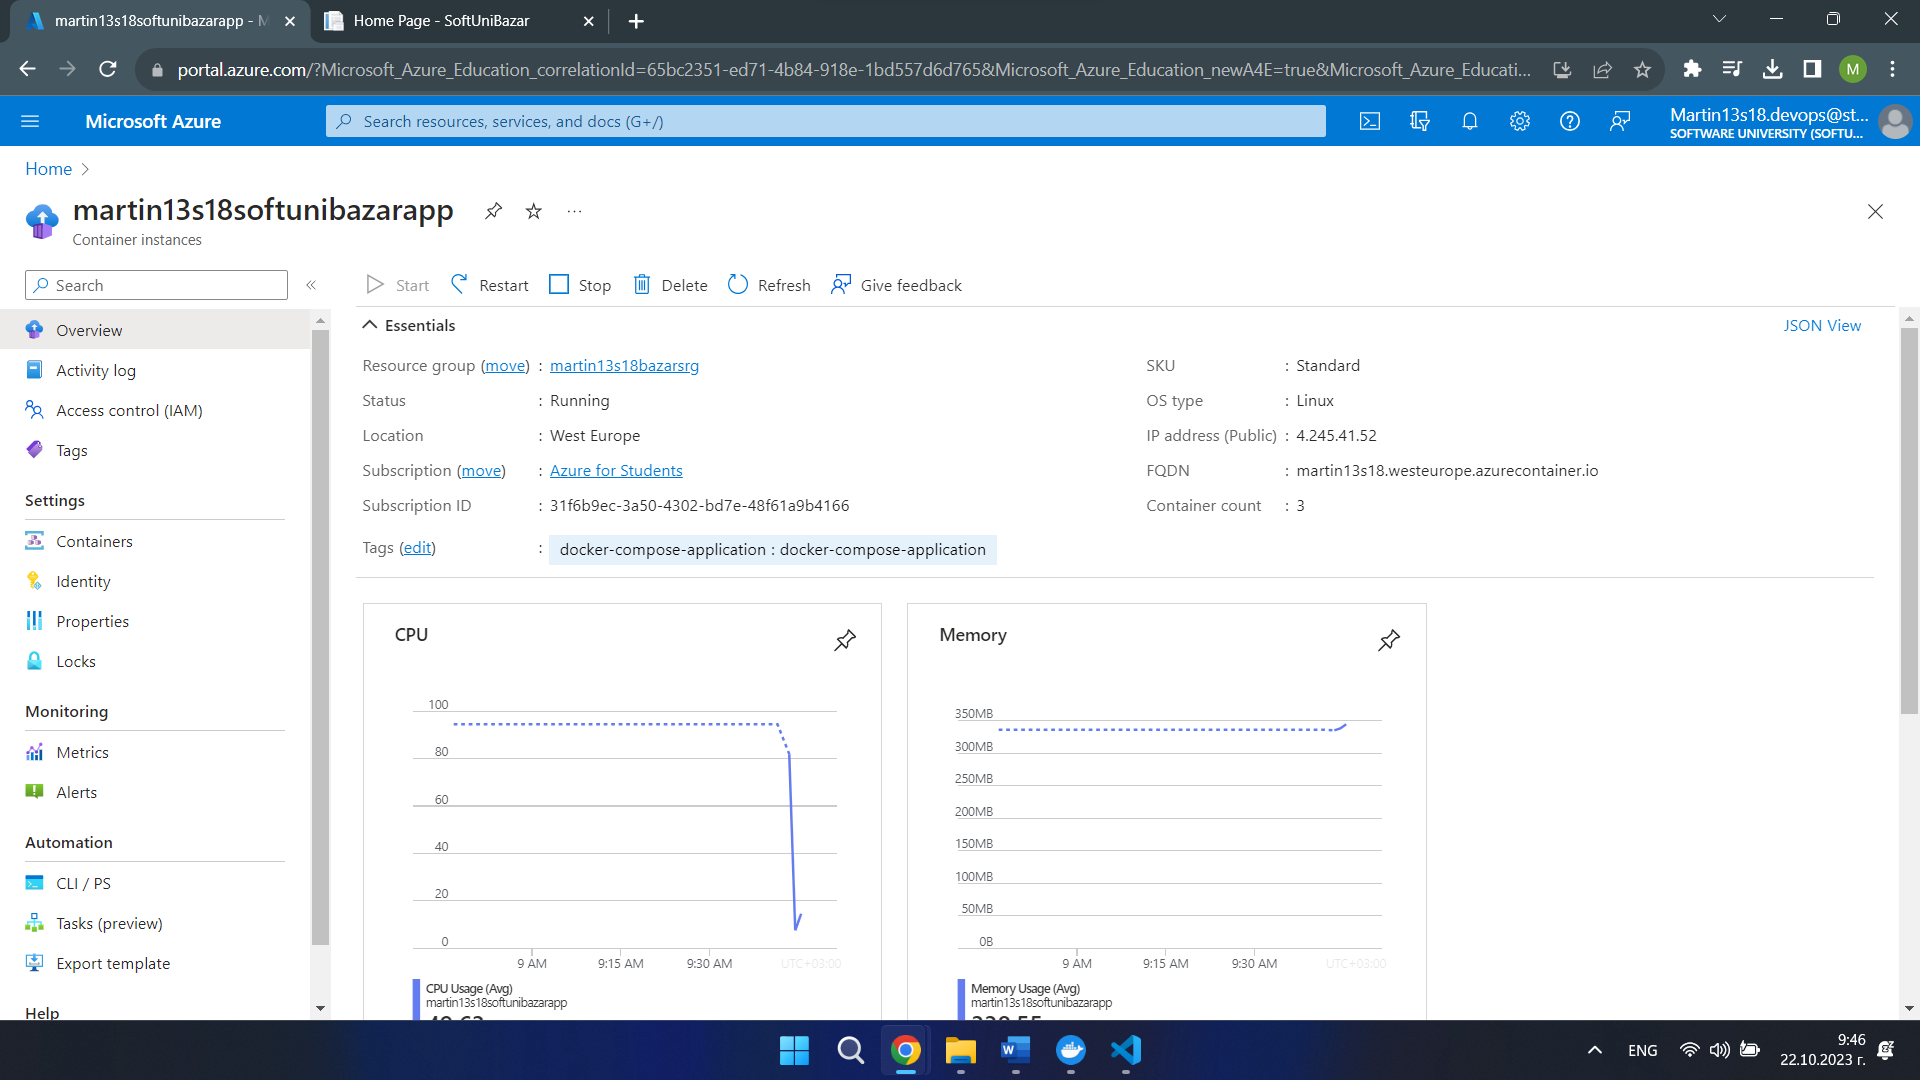 martin13s18softunibazarapp - M
Home Page - SoftUniBazar
portal.azure.com/?Microsoft_Azure_Education_correlationId=65bc2351-ed71-4b84-918e-1bd557d6d765&Microsoft_Azure_Education_newA4E=true&Microsoft_Azure_Educati...
M
Microsoft Azure
Search resources, services, and docs (G+/)
Martin13s18.devops@st...
SOFTWARE UNIVERSITY (SOFTU...
Home
martin13s18softunibazarapp
Container instances
Search
Start
Restart
Stop
Delete
Refresh
Give feedback
Overview
Activity log
Access control (IAM)
Tags
Settings
Containers
Identity
Properties
Locks
Monitoring
Metrics
Alerts
Automation
CLI / PS
Tasks (preview)
Export template
Help
Essentials
JSON View
Resource group (move) : martin13s18bazarsrg
Status : Running
Location : West Europe
Subscription (move) : Azure for Students
Subscription ID : 31f6b9ec-3a50-4302-bd7e-48f61a9b4166
Tags (edit) : docker-compose-application : docker-compose-application
SKU : Standard
OS type : Linux
IP address (Public) : 4.245.41.52
FQDN : martin13s18.westeurope.azurecontainer.io
Container count : 3
CPU
100
80
60
40
20
0
9 AM 9:15 AM 9:30 AM UTC+03:00
CPU Usage (Avg)
martin13s18softunibazarapp
Memory
350MB
300MB
250MB
200MB
150MB
100MB
50MB
0B
9 AM 9:15 AM 9:30 AM UTC+03:00
Memory Usage (Avg)
martin13s18softunibazarapp
ENG
9:46
22.10.2023 г.